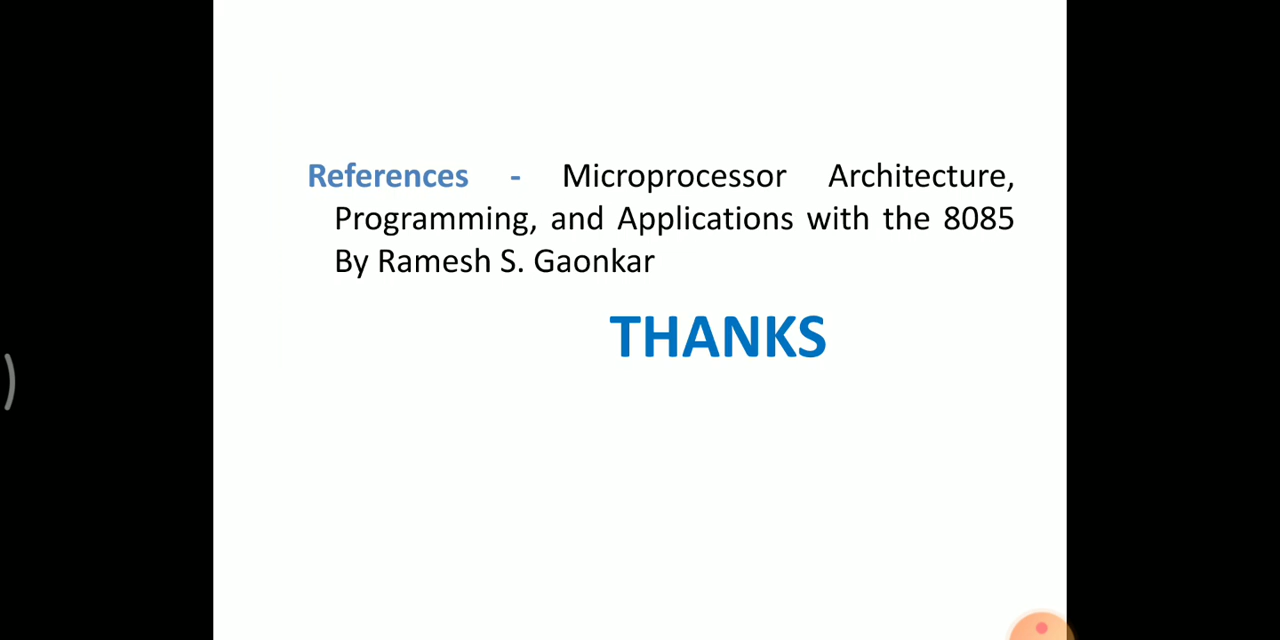 References - Microprocessor Architecture,
Programming, and Applications with the 8085
By Ramesh S. Gaonkar
THANKS